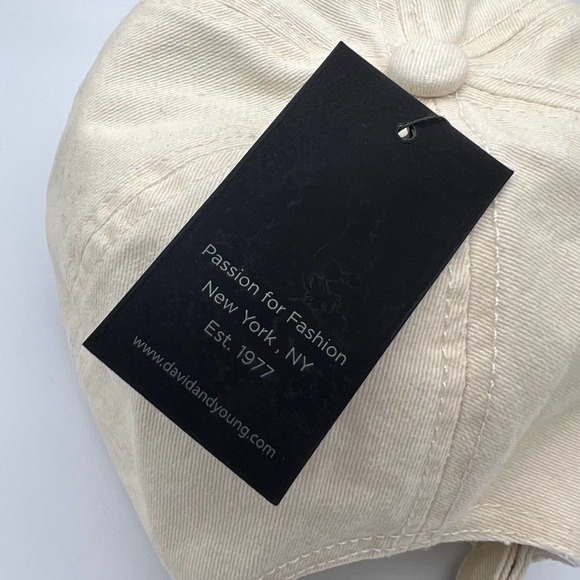 Passion for Fashion
New York , NY
Est. 1977
www.davidandyoung.com